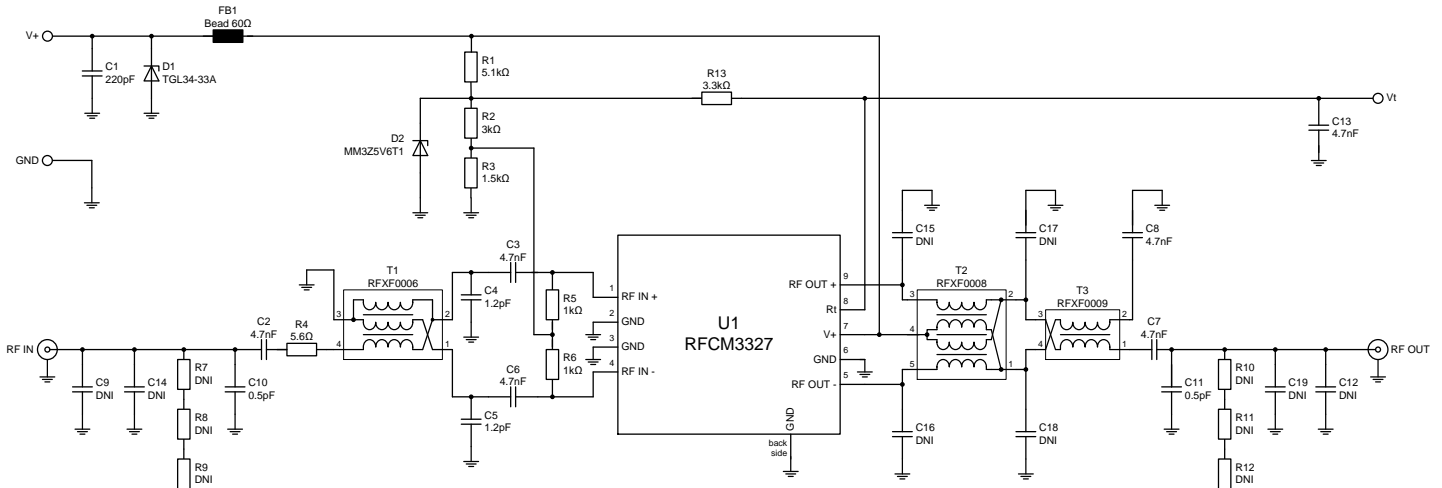 FB1
Bead 60Ω
V+
C1
220pF
D1
TGL34-33A
R1
5.1kΩ
R13
3.3kΩ
Vt
C13
4.7nF
R2
3kΩ
D2
MM3Z5V6T1
R3
1.5kΩ
GND
C15
DNI
C17
DNI
C8
4.7nF
C3
4.7nF
T1
RFXF0006
3
2
4
1
C4
1.2pF
R5
1kΩ
R6
1kΩ
C6
4.7nF
C5
1.2pF
1
RF IN +
2
GND
3
GND
4
RF IN -
U1
RFCM3327
RF OUT +
9
Rt
8
V+
7
GND
6
RF OUT -
5
GND
back
side
T2
RFXF0008
3
2
4
5
1
T3
RFXF0009
3
2
4
1
C7
4.7nF
C2
4.7nF
R4
5.6Ω
RF IN
RF OUT
C9
DNI
C14
DNI
R7
DNI
R8
DNI
R9
DNI
C10
0.5pF
C16
DNI
C18
DNI
C11
0.5pF
R10
DNI
R11
DNI
R12
DNI
C19
DNI
C12
DNI